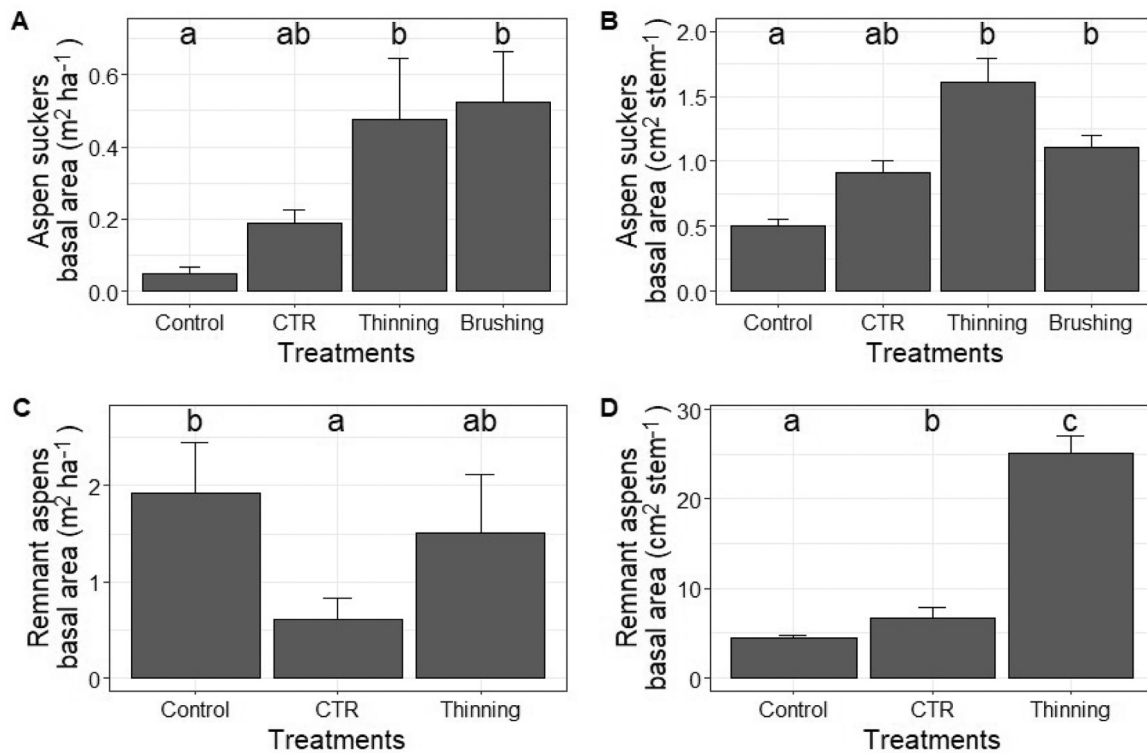 A
a ab b b
Aspen suckers
basal area (m² ha⁻¹)
0.6
0.4
0.2
0.0
Control CTR Thinning Brushing
Treatments
B
a ab b b
Aspen suckers
basal area (cm² stem⁻¹)
2.0
1.5
1.0
0.5
0.0
Control CTR Thinning Brushing
Treatments
C
b a ab
Remnant aspens
basal area (m² ha⁻¹)
2
1
0
Control CTR Thinning
Treatments
D
a b c
Remnant aspens
basal area (cm² stem⁻¹)
30
20
10
0
Control CTR Thinning
Treatments